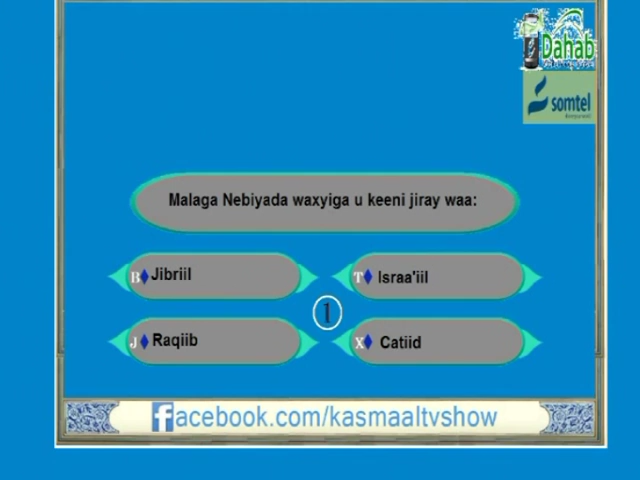 Dahab
somtel
Malaga Nebiyada waxyiga u keeni jiray waa:
B Jibriil
T Israa'iil
1
J Raqiib
X Catiid
facebook.com/kasmaaltvshow